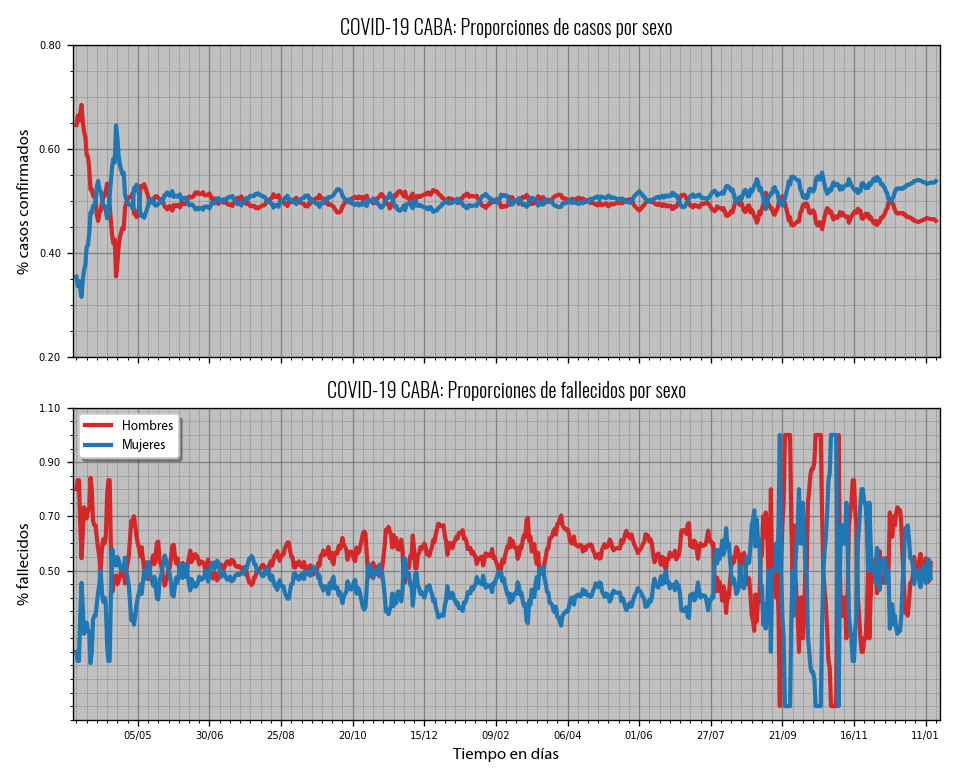 COVID-19 CABA: Proporciones de casos por sexo
0.80
0.60
0.40
0.20
% casos confirmados
COVID-19 CABA: Proporciones de fallecidos por sexo
1.10
0.90
0.70
0.50
% fallecidos
Hombres
Mujeres
05/05 30/06 25/08 20/10 15/12 09/02 06/04 01/06 27/07 21/09 16/11 11/01
Tiempo en días